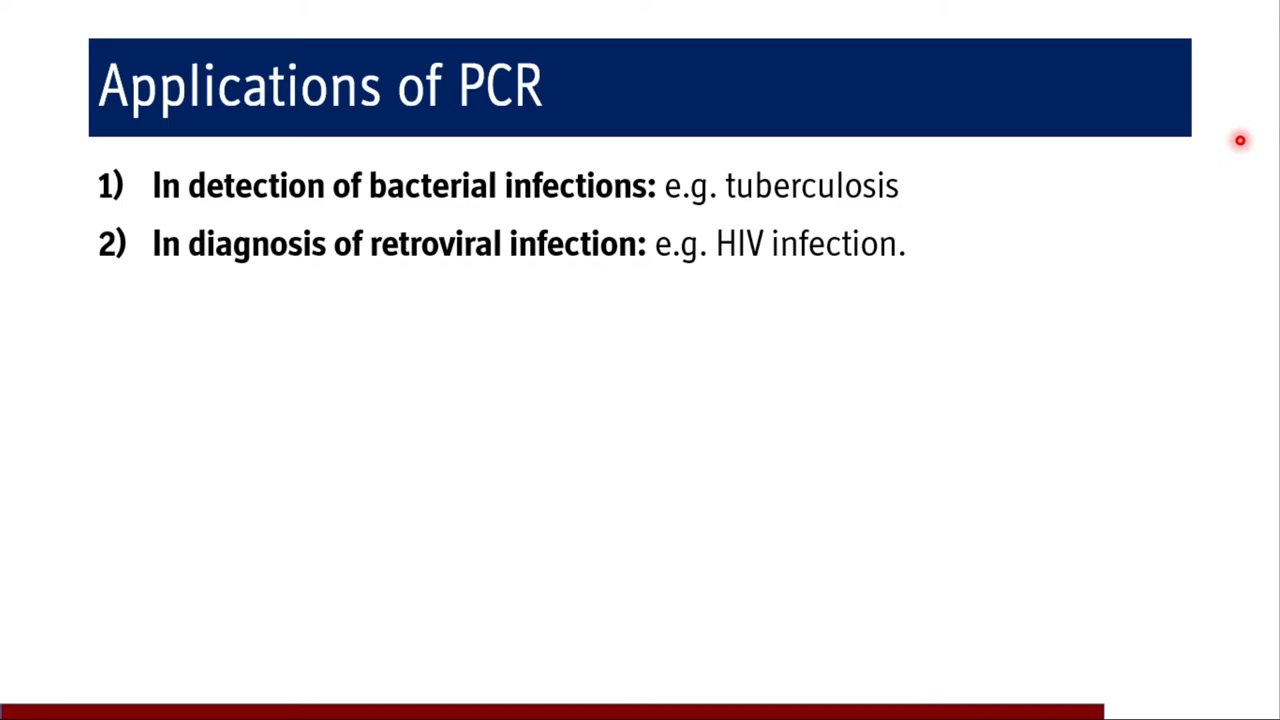 Applications of PCR
1) In detection of bacterial infections: e.g. tuberculosis
2) In diagnosis of retroviral infection: e.g. HIV infection.